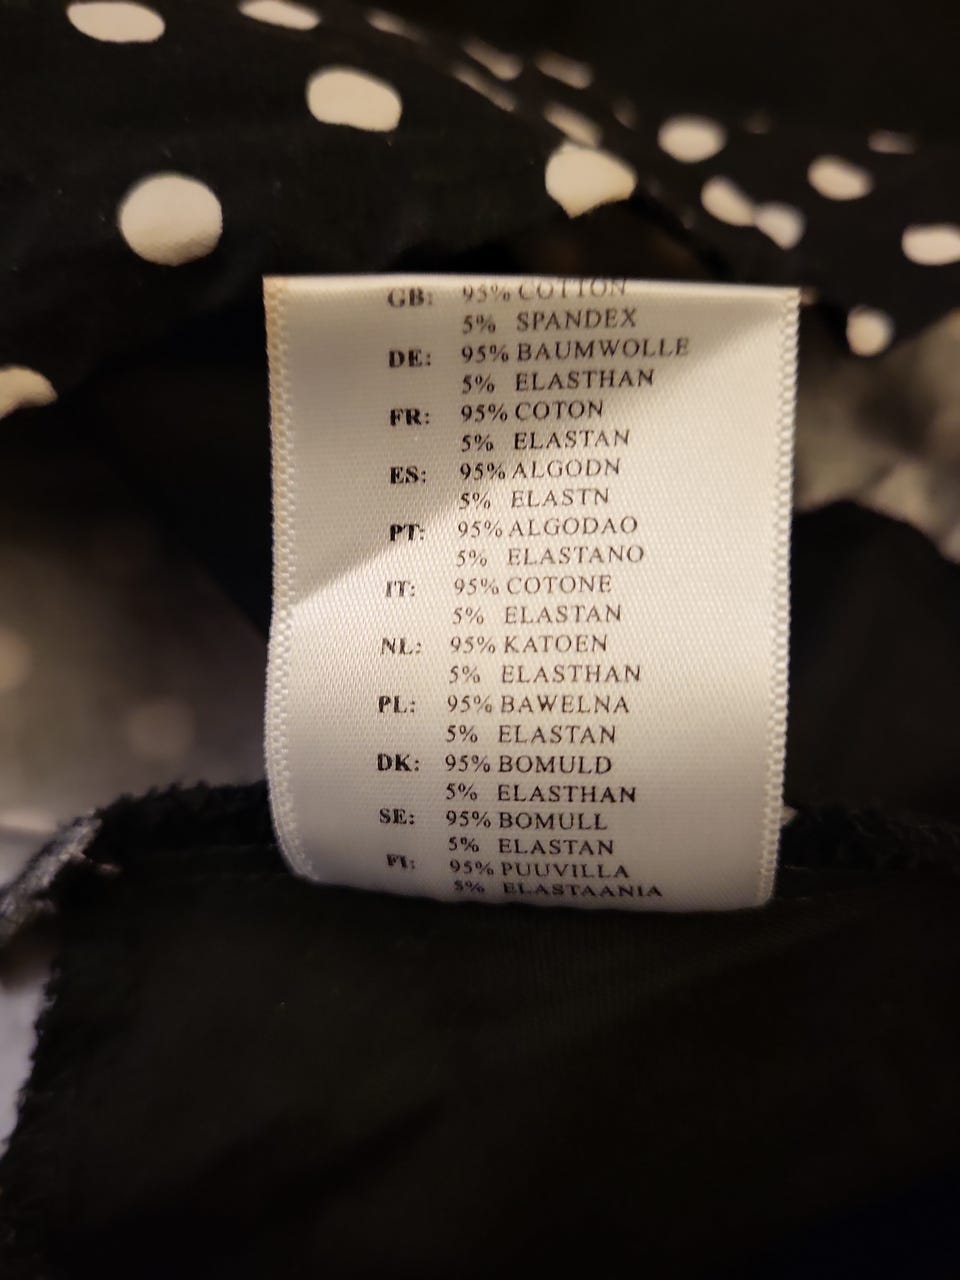 GB: 95% COTTON
5% SPANDEX
DE: 95% BAUMWOLLE
5% ELASTHAN
FR: 95% COTON
5% ELASTAN
ES: 95% ALGODN
5% ELASTN
PT: 95% ALGODAO
5% ELASTANO
IT: 95% COTONE
5% ELASTAN
NL: 95% KATOEN
5% ELASTHAN
PL: 95% BAWELNA
5% ELASTAN
DK: 95% BOMULD
5% ELASTHAN
SE: 95% BOMULL
5% ELASTAN
FI: 95% PUUVILLA
5% ELASTAANIA